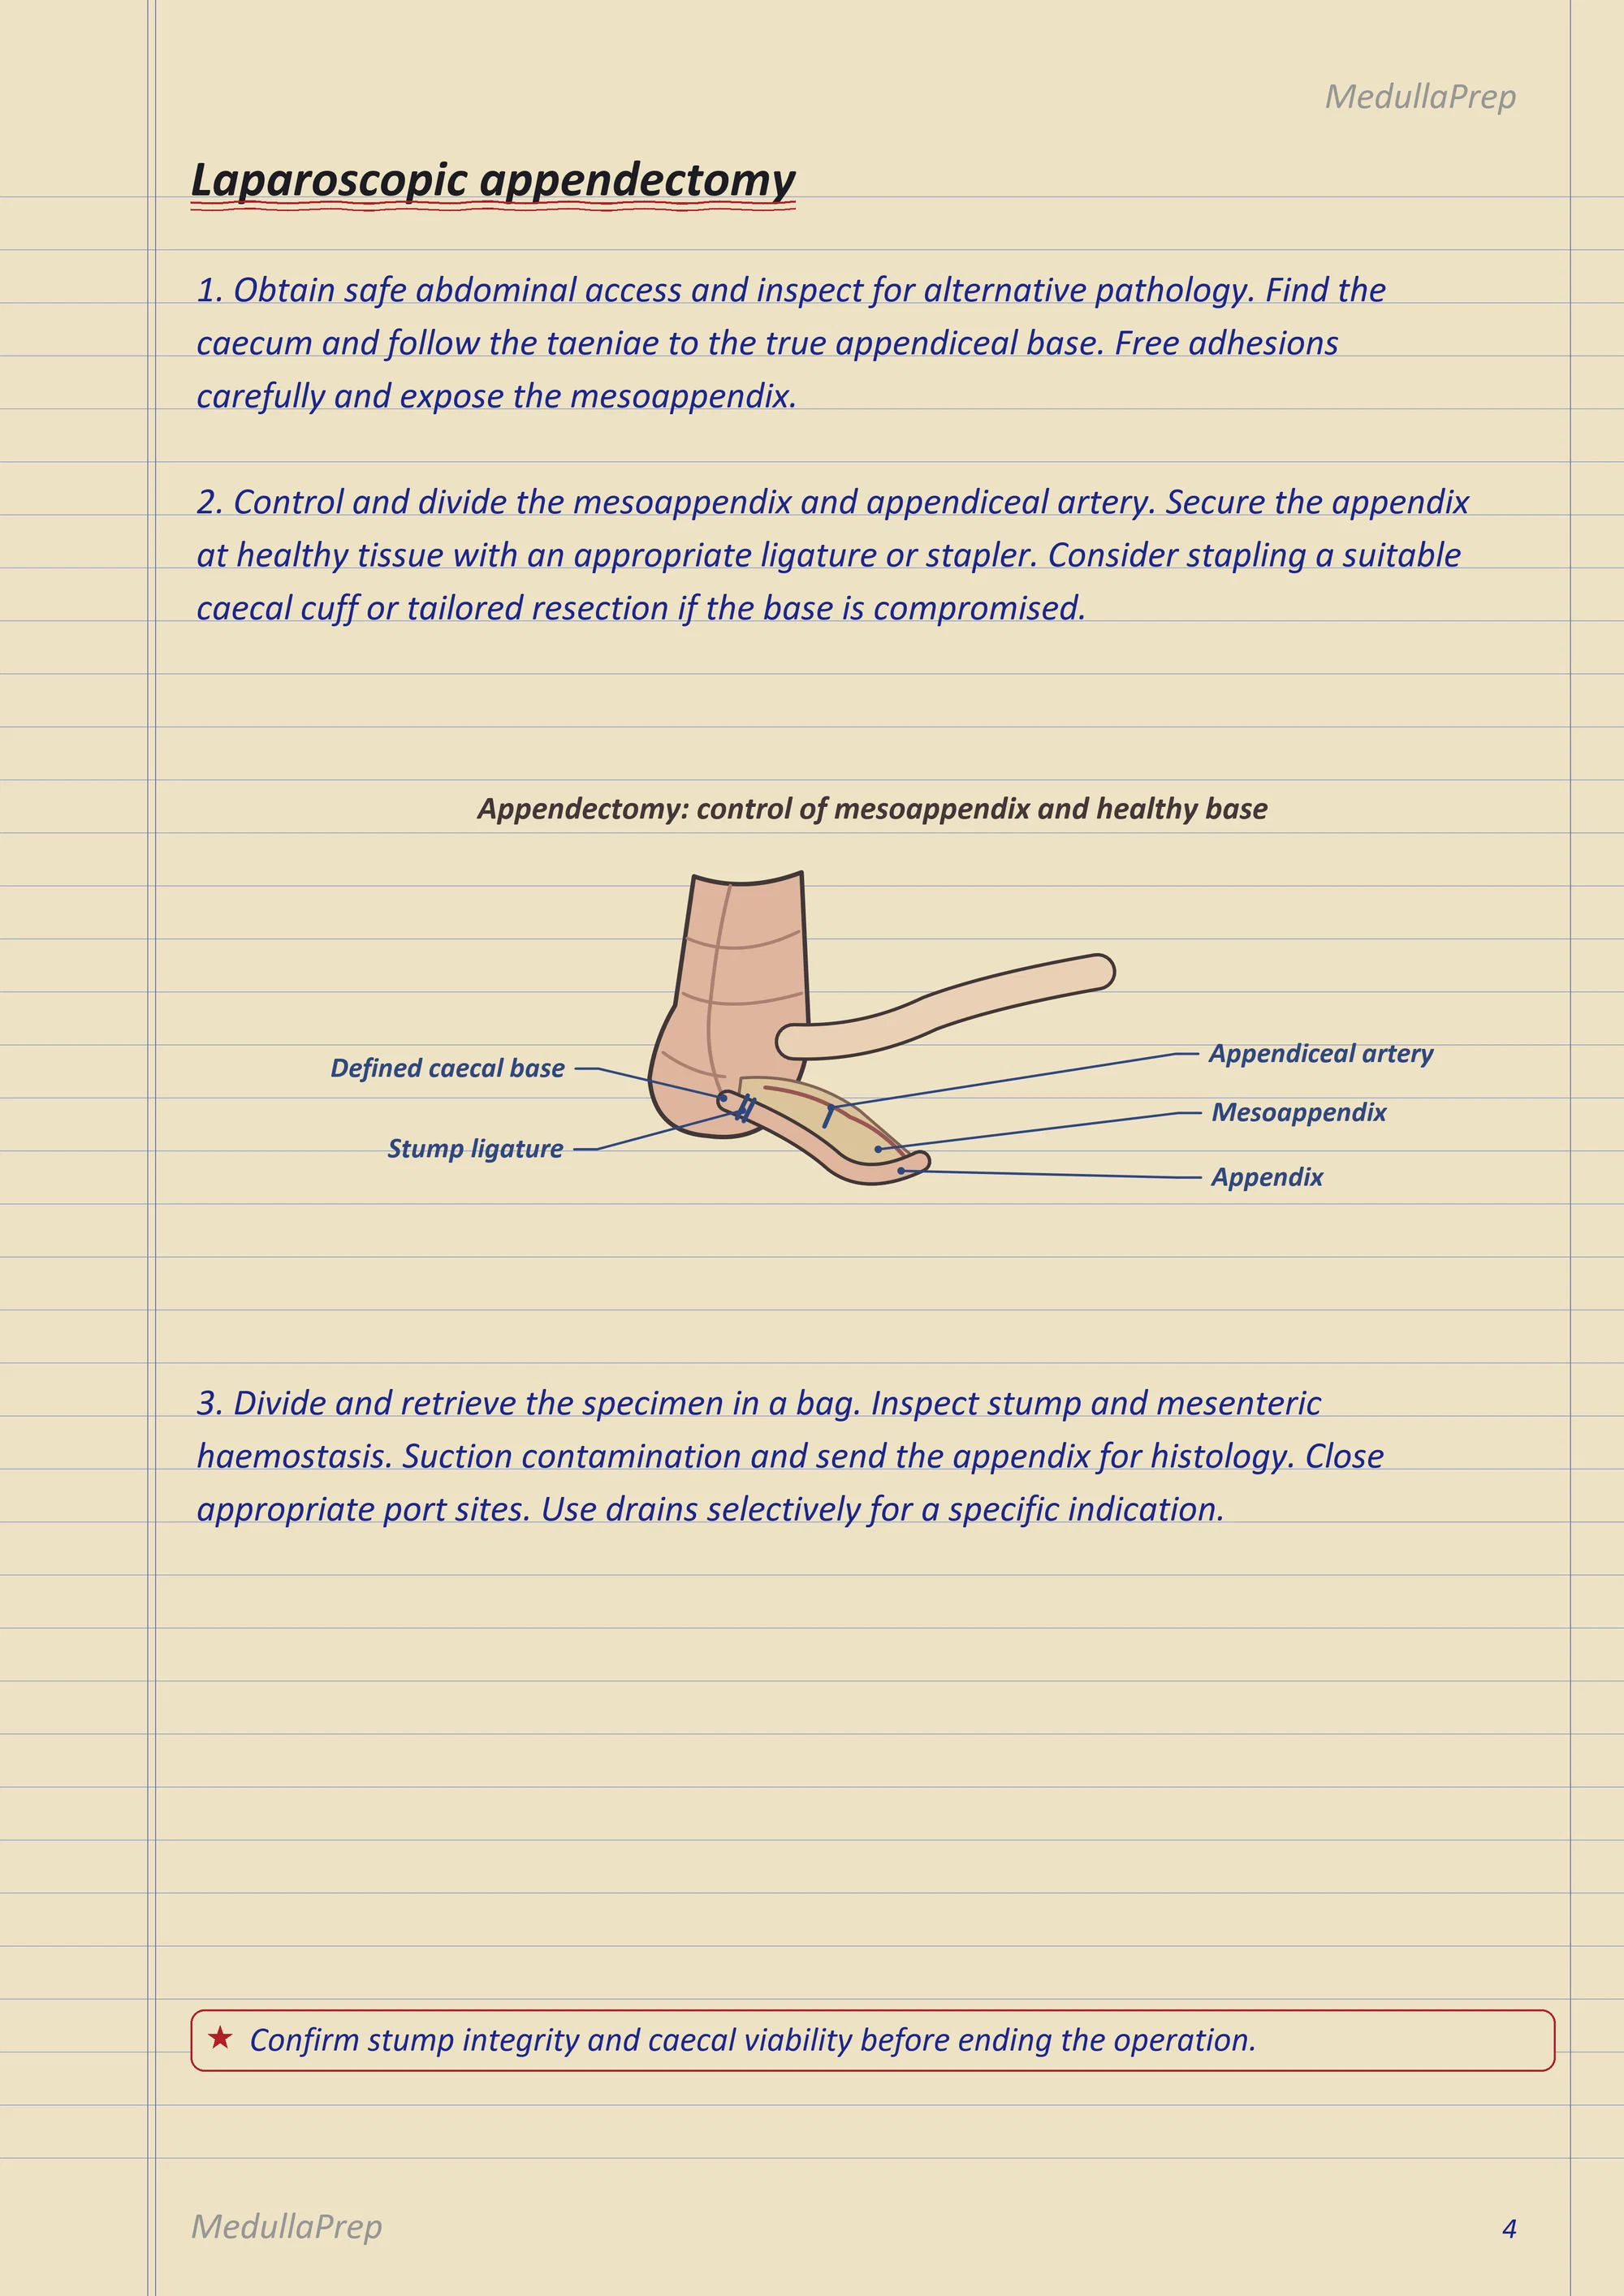 MedullaPrep
Laparoscopic appendectomy
1. Obtain safe abdominal access and inspect for alternative pathology. Find the
caecum and follow the taeniae to the true appendiceal base. Free adhesions
carefully and expose the mesoappendix.
2. Control and divide the mesoappendix and appendiceal artery. Secure the appendix
at healthy tissue with an appropriate ligature or stapler. Consider stapling a suitable
caecal cuff or tailored resection if the base is compromised.
Appendectomy: control of mesoappendix and healthy base
Defined caecal base
Stump ligature
Appendiceal artery
Mesoappendix
Appendix
3. Divide and retrieve the specimen in a bag. Inspect stump and mesenteric
haemostasis. Suction contamination and send the appendix for histology. Close
appropriate port sites. Use drains selectively for a specific indication.
★ Confirm stump integrity and caecal viability before ending the operation.
MedullaPrep
4